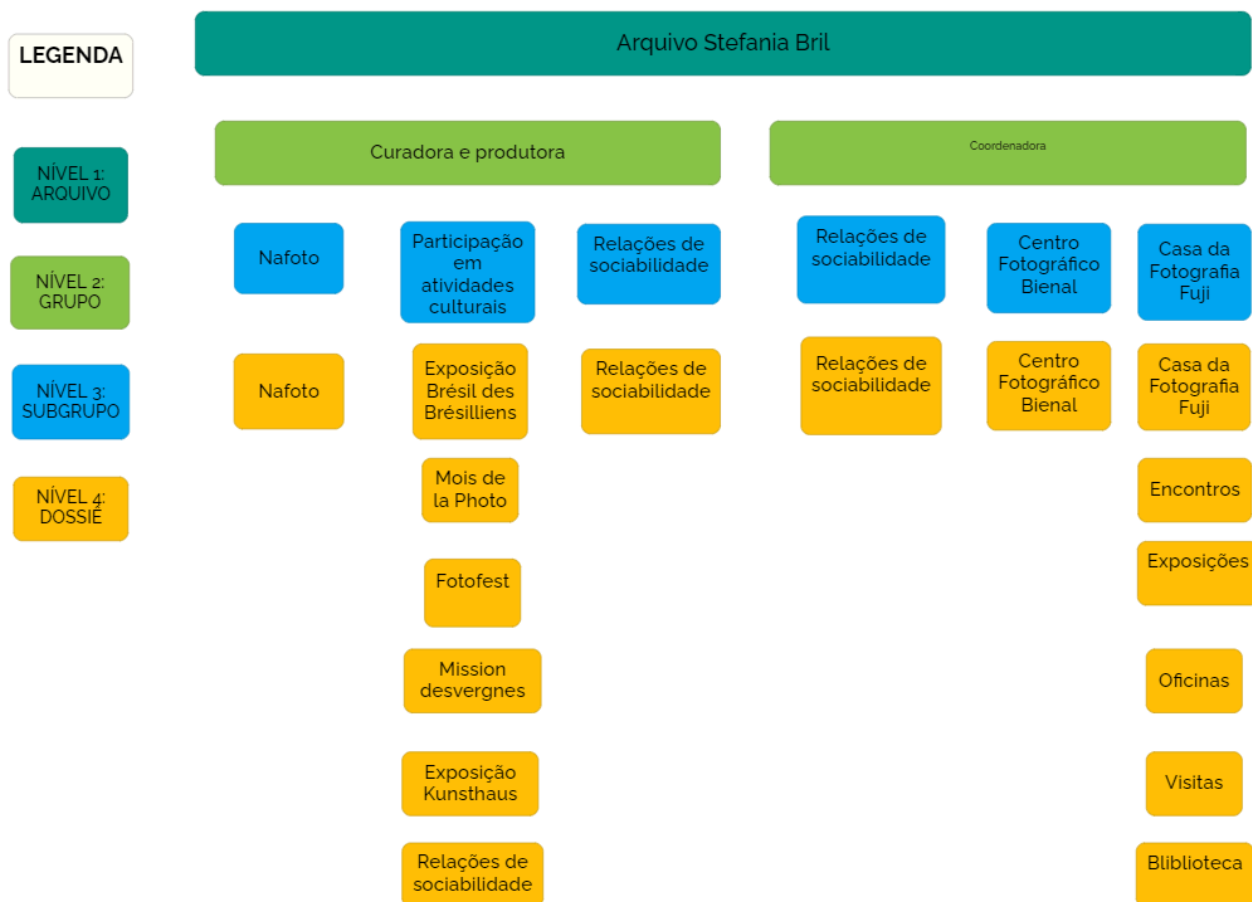 LEGENDA
Arquivo Stefania Bril
NÍVEL 1:
ARQUIVO
NÍVEL 2:
GRUPO
NÍVEL 3:
SUBGRUPO
NÍVEL 4:
DOSSIÊ
Curadora e produtora
Coordenadora
Nafoto
Participação
em
atividades
culturais
Relações de
sociabilidade
Relações de
sociabilidade
Centro
Fotográfico
Bienal
Casa da
Fotografia
Fuji
Nafoto
Exposição
Brésil des
Brésilliens
Relações de
sociabilidade
Relações de
sociabilidade
Centro
Fotográfico
Bienal
Casa da
Fotografia
Fuji
Mois de
la Photo
Encontros
Fotofest
Exposições
Mission
desvergnes
Oficinas
Exposição
Kunsthaus
Visitas
Relações de
sociabilidade
Bliblioteca